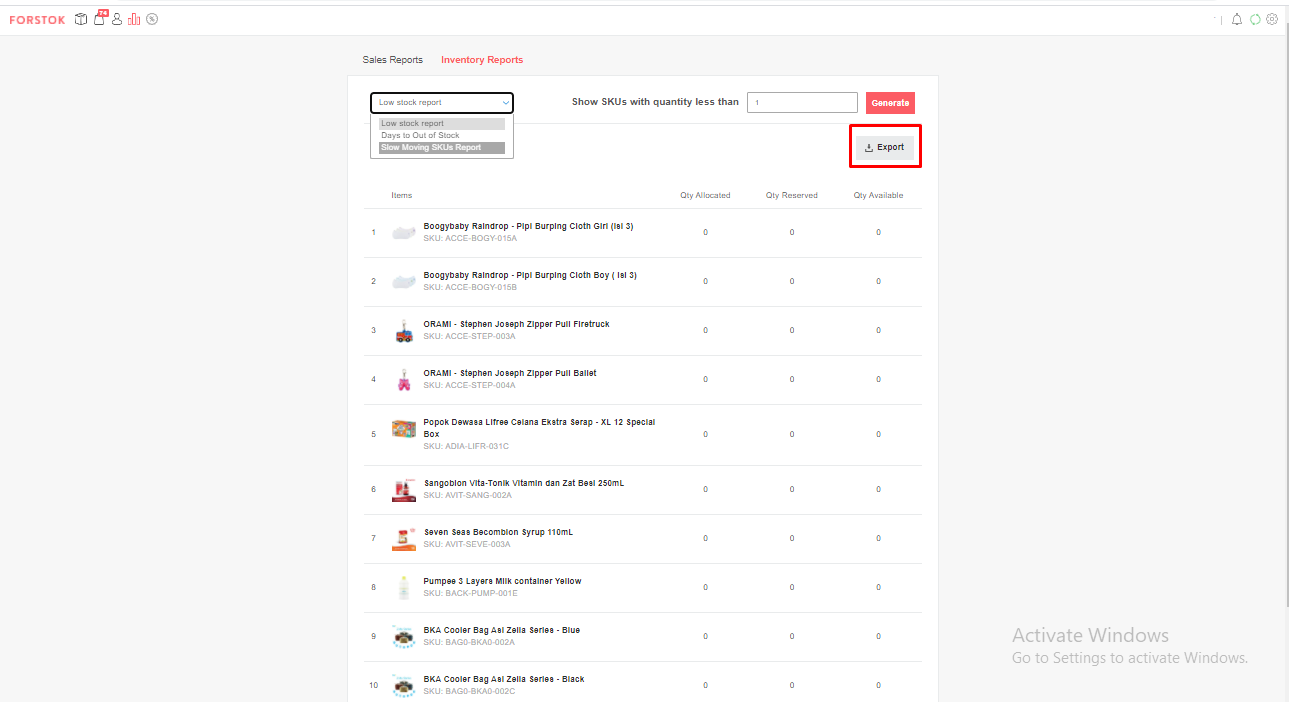 FORSTOK
74
Sales Reports Inventory Reports
Low stock report
Show SKUs with quantity less than 1 Generate
Low stock report
Days to Out of Stock
Slow Moving SKUs Report
Export
Items Qty Allocated Qty Reserved Qty Available
1 Boogybaby Raindrop - Pipi Burping Cloth Girl (Isi 3) 0 0 0
SKU: ACCE-BOGY-015A
2 Boogybaby Raindrop - Pipi Burping Cloth Boy ( Isi 3) 0 0 0
SKU: ACCE-BOGY-015B
3 ORAMI - Stephen Joseph Zipper Pull Firetruck 0 0 0
SKU: ACCE-STEP-003A
4 ORAMI - Stephen Joseph Zipper Pull Ballet 0 0 0
SKU: ACCE-STEP-004A
5 Popok Dewasa Lifree Celana Ekstra Serap - XL 12 Special 0 0 0
Box
SKU: ADIA-LIFR-031C
6 Sangobion Vita-Tonik Vitamin dan Zat Besi 250mL 0 0 0
SKU: AVIT-SANG-002A
7 Seven Seas Becombion Syrup 110mL 0 0 0
SKU: AVIT-SEVE-003A
8 Pumpee 3 Layers Milk container Yellow 0 0 0
SKU: BACK-PUMP-001E
9 BKA Cooler Bag Asi Zella Series - Blue 0 0 0
SKU: BAG0-BKA0-002A
10 BKA Cooler Bag Asi Zella Series - Black 0 0 0
SKU: BAG0-BKA0-002C
Activate Windows
Go to Settings to activate Windows.